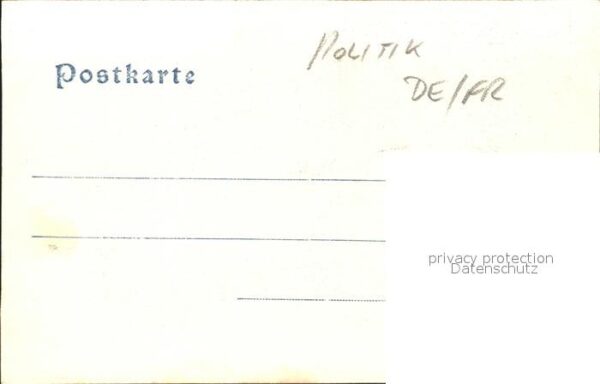 POLITIK
DE/FR
Postkarte
privacy protection
Datenschutz